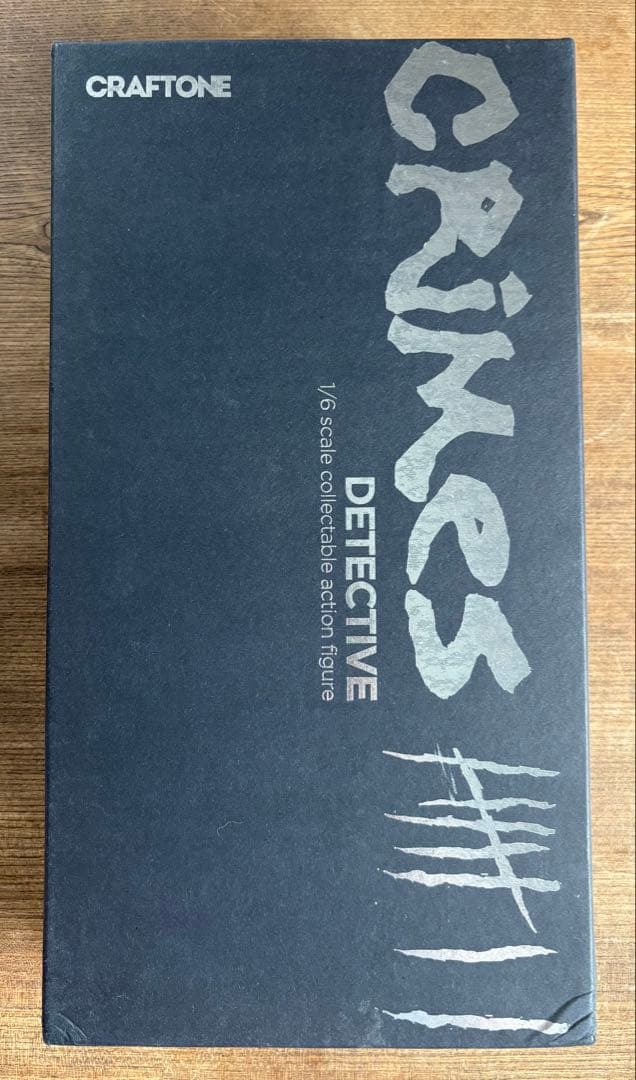 CRAFTONE
CRiMeS
DETECTIVE
1/6 scale collectable action figure